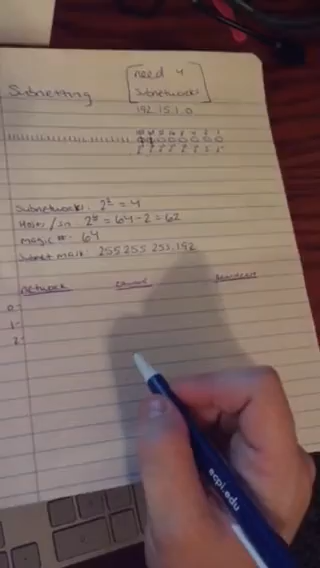 Subnetting
need 4
Subnetworks
192.15.1.0
Subnetworks: 2² = 4
Hosts/sn 2⁶ = 64-2 = 62
Magic #: 64
Subnet mask: 255.255.255.192
network
0-
1-
2-
ecpi.edu